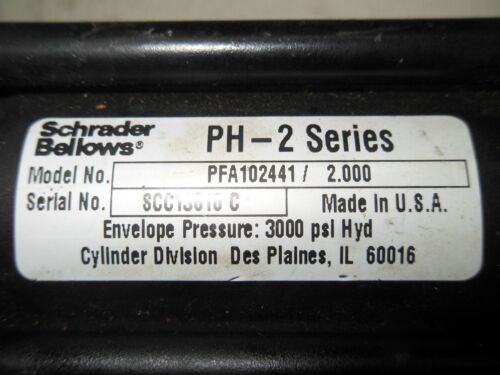 Schrader
Bellows® PH-2 Series
Model No. PFA102441 / 2.000
Serial No. C Made in U.S.A.
Envelope Pressure: 3000 psi Hyd
Cylinder Division Des Plaines, IL 60016